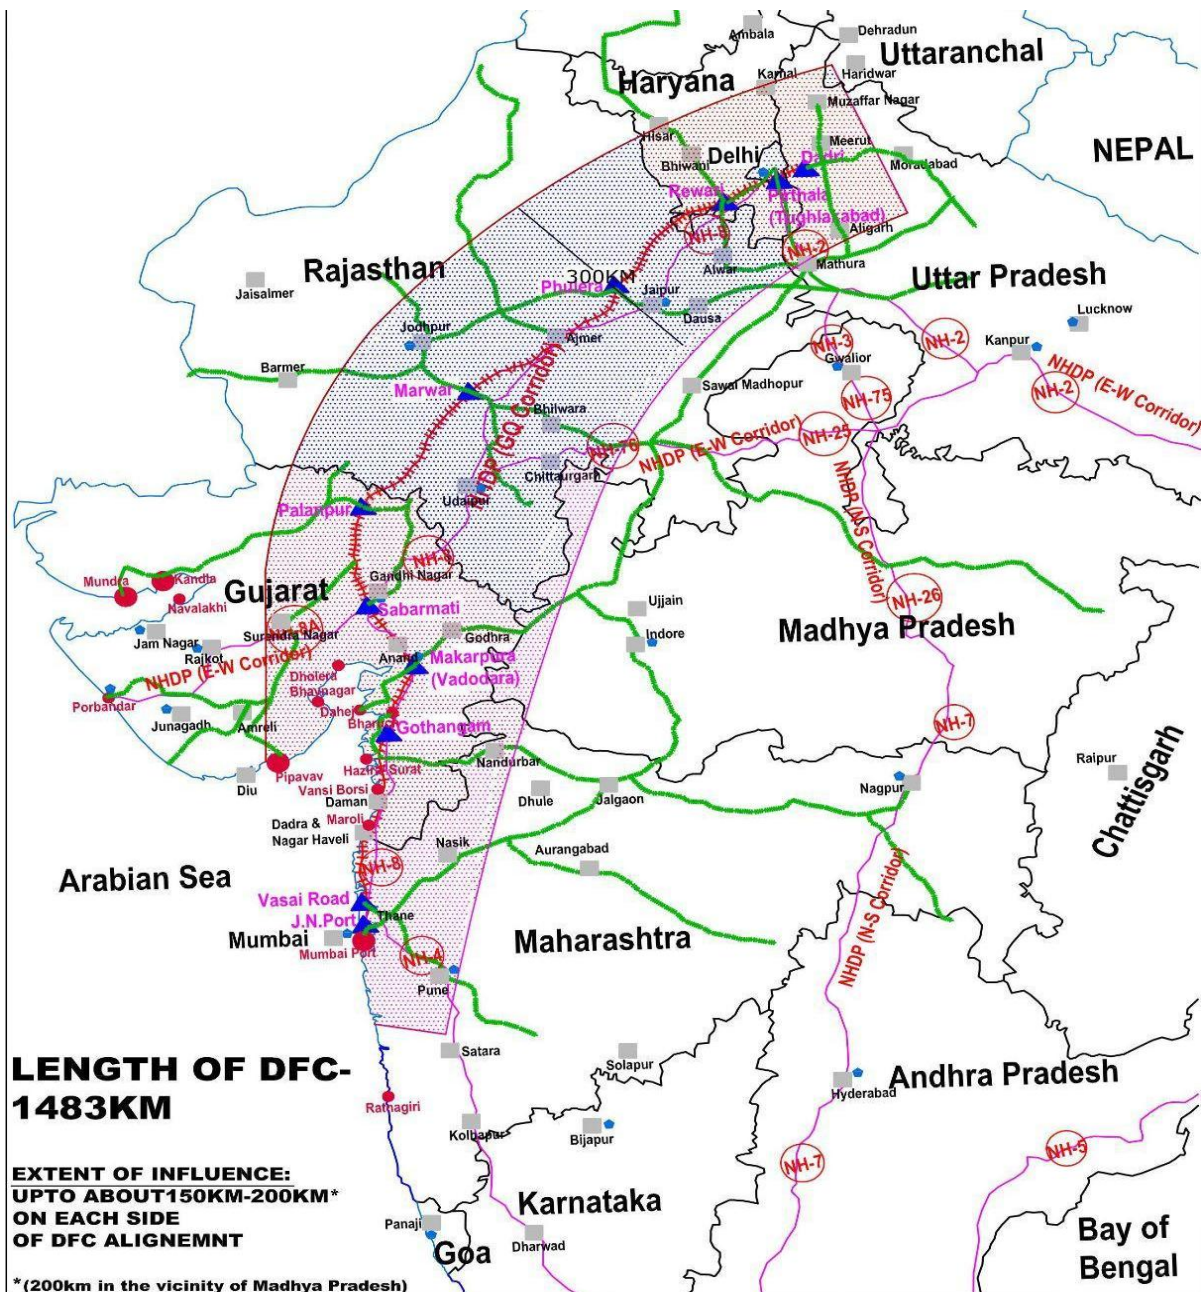 Ambala
Dehradun
Uttaranchal
Haryana
Karnal
Haridwar
Muzaffar Nagar
Hisar
Meerut
NEPAL
Bhiwani
Delhi
Dadri
Moradabad
Rewari
Pirthala
(Tughlakabad)
NH-8
NH-2
Aligarh
Alwar
Mathura
Rajasthan
300KM
Uttar Pradesh
Jaisalmer
Phulera
Jaipur
Dausa
Lucknow
Jodhpur
Ajmer
NH-3
NH-2
Kanpur
Gwalior
Barmer
Marwar
Sawai Madhopur
NH-75
NH-2
NHDP (E-W Corridor)
Bhilwara
NHDP (GQ Corridor)
NH-76
NHDP (E-W Corridor)
NH-25
Chittaurgarh
Udaipur
NHDP (N-S Corridor)
Palanpur
NH-8
Mundra
Kandla
Gandhi Nagar
Gujarat
Navalakhi
Sabarmati
Ujjain
NH-26
Madhya Pradesh
Jam Nagar
Surendra Nagar
NH-8A
Godhra
Indore
Rajkot
Anand
Makarpura
(Vadodara)
NHDP (E-W Corridor)
Dholera
Bhavnagar
Porbandar
Junagadh
Amreli
Dahej
Bharuch
Gothangam
NH-7
Pipavav
Hazira
Surat
Nandurbar
Raipur
Diu
Vansi Borsi
Daman
Dhule
Jalgaon
Nagpur
Chattisgarh
Maroli
Dadra &
Nagar Haveli
Nasik
Aurangabad
Arabian Sea
NH-8
Vasai Road
J.N.Port
Thane
Mumbai
Mumbai Port
Maharashtra
NHDP (N-S Corridor)
NH-4
Pune
LENGTH OF DFC-
1483KM
Satara
Solapur
Andhra Pradesh
Hyderabad
Ratnagiri
Kolhapur
Bijapur
NH-5
NH-7
EXTENT OF INFLUENCE:
UPTO ABOUT150KM-200KM*
ON EACH SIDE
OF DFC ALIGNEMNT
Karnataka
Panaji
Goa
Dharwad
Bay of
Bengal
*(200km in the vicinity of Madhya Pradesh)